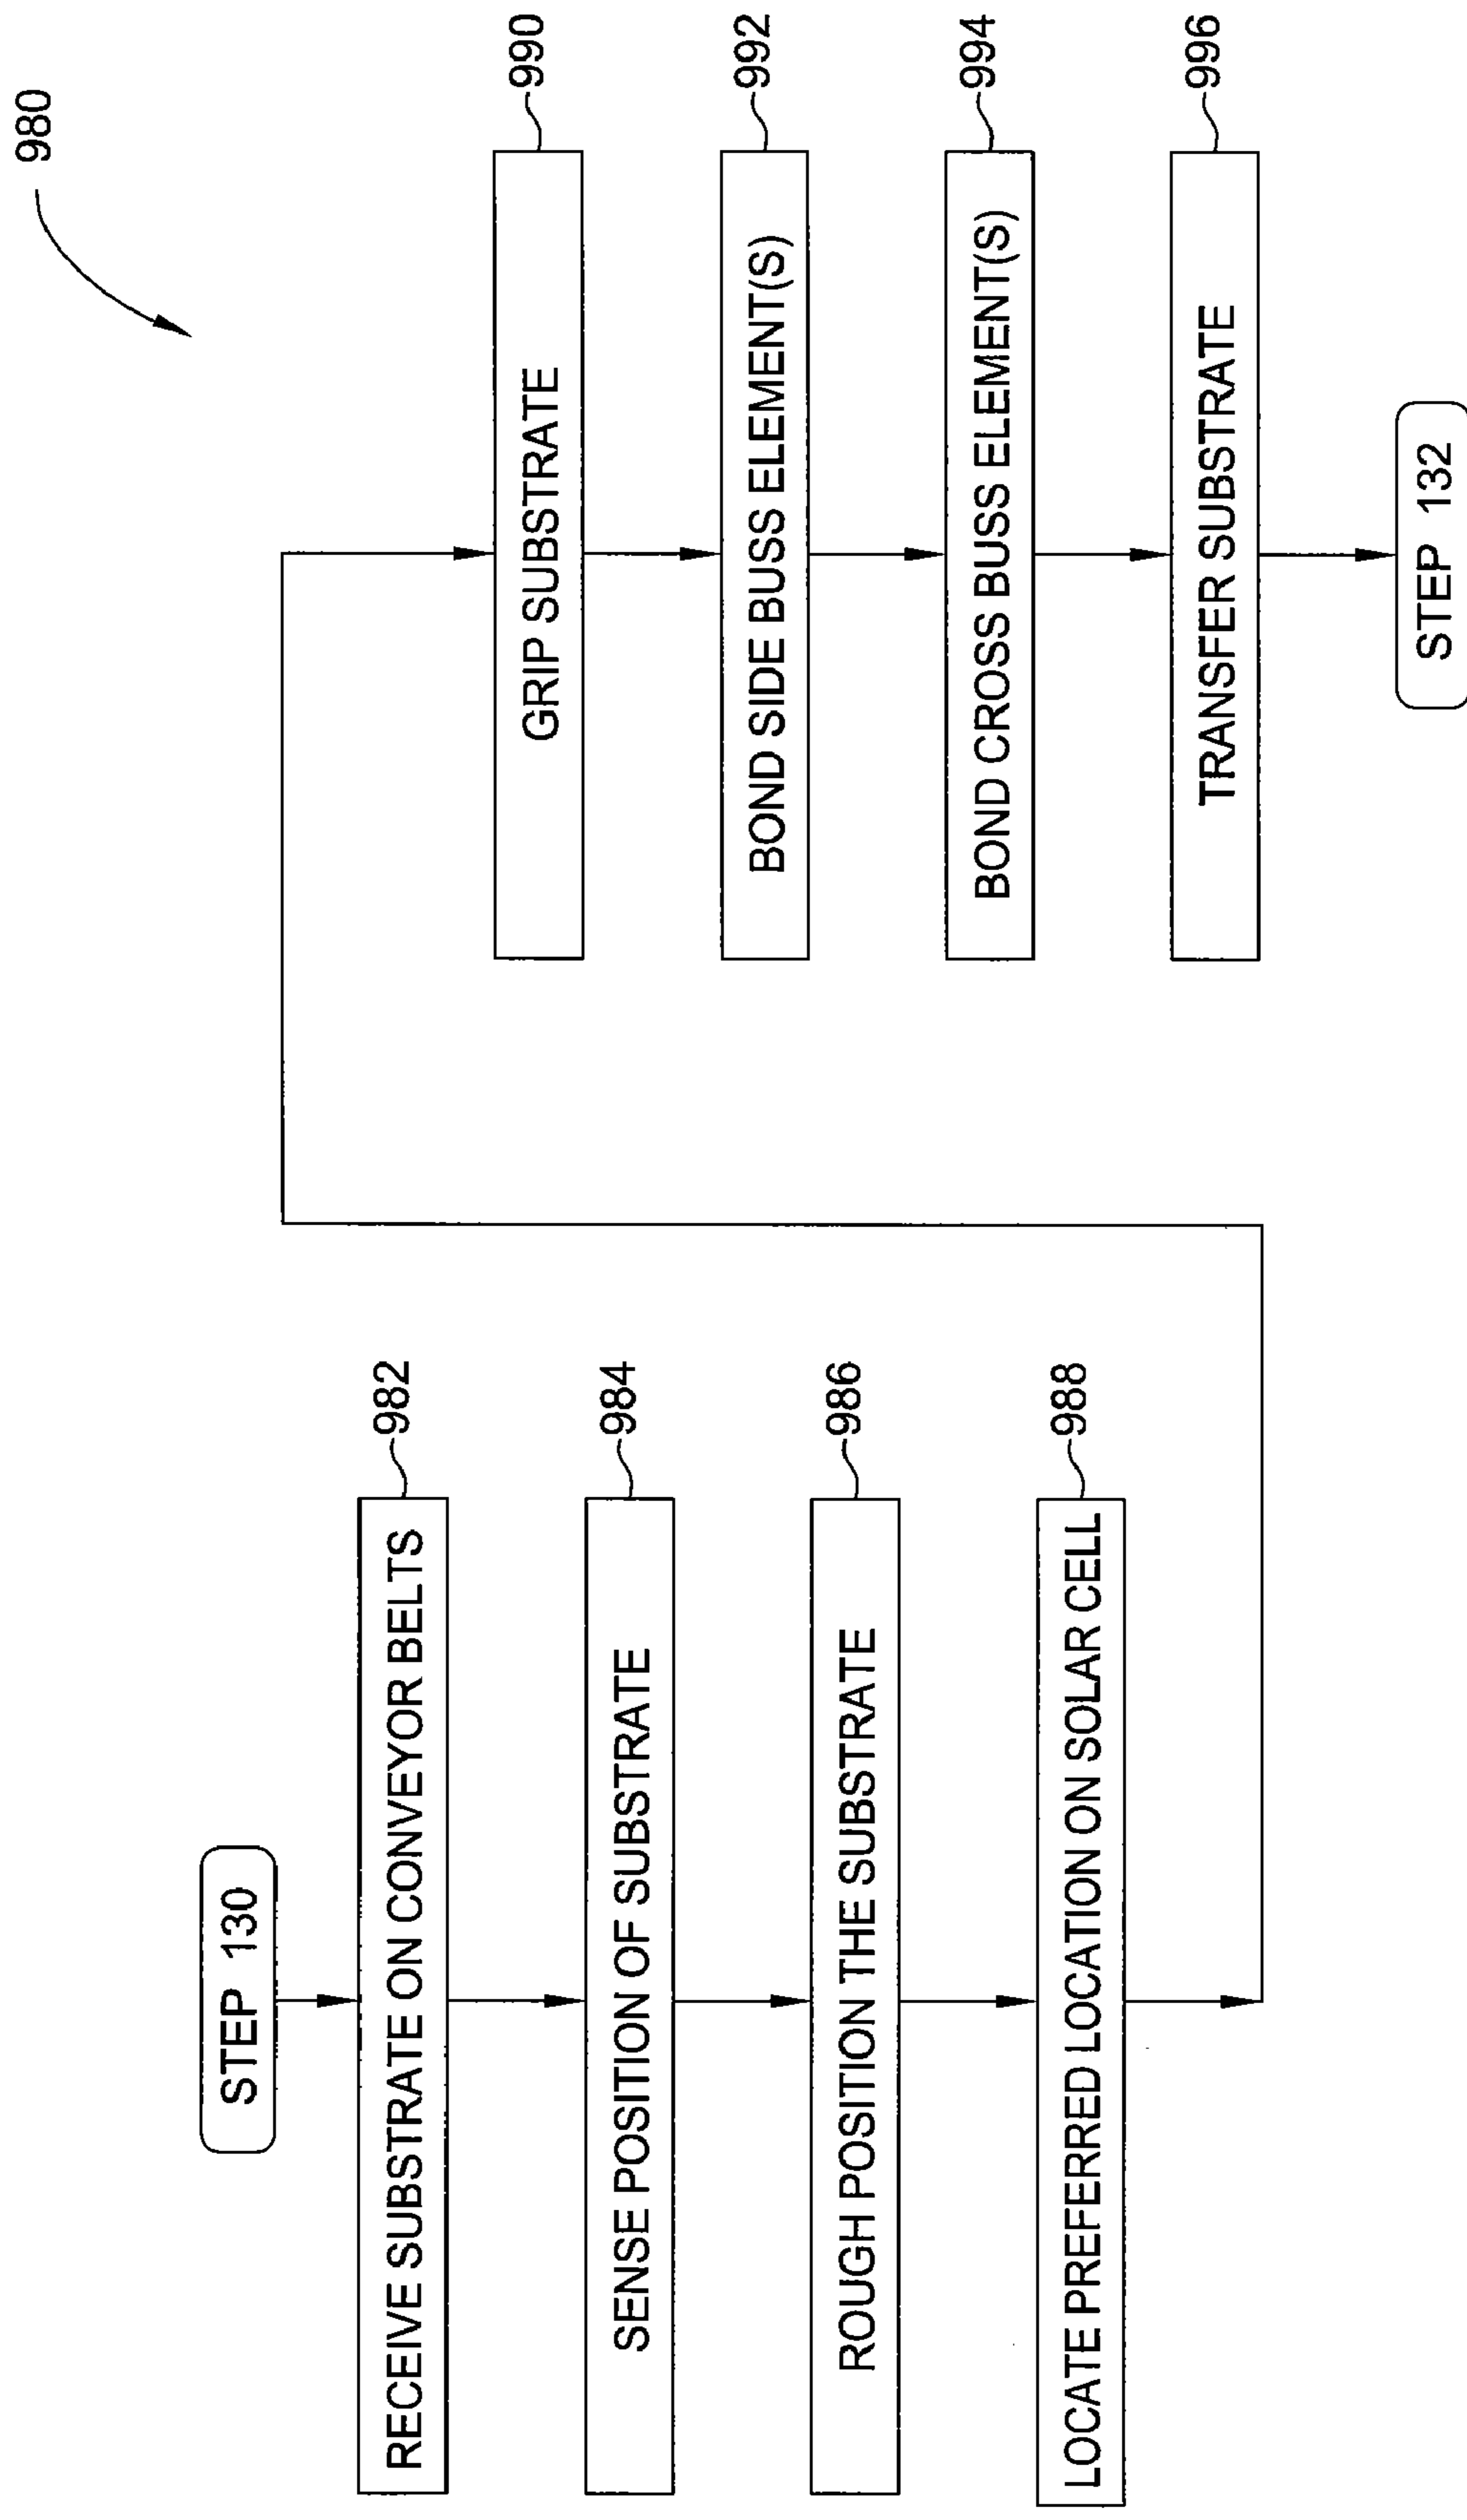 980
STEP 130
RECEIVE SUBSTRATE ON CONVEYOR BELTS
982
SENSE POSITION OF SUBSTRATE
984
ROUGH POSITION THE SUBSTRATE
986
LOCATE PREFERRED LOCATION ON SOLAR CELL
988
GRIP SUBSTRATE
990
BOND SIDE BUSS ELEMENT(S)
992
BOND CROSS BUSS ELEMENT(S)
994
TRANSFER SUBSTRATE
996
STEP 132